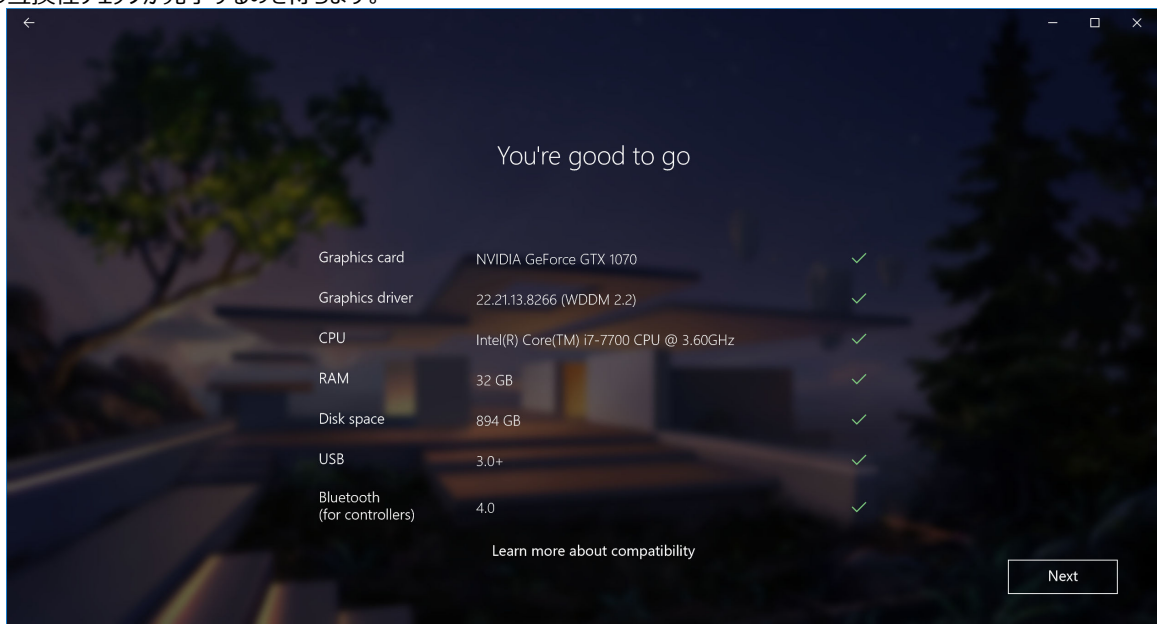 互換性チェックが完了するのを待ちます。
You're good to go
Graphics card NVIDIA GeForce GTX 1070
Graphics driver 22.21.13.8266 (WDDM 2.2)
CPU Intel(R) Core(TM) i7-7700 CPU @ 3.60GHz
RAM 32 GB
Disk space 894 GB
USB 3.0+
Bluetooth
(for controllers) 4.0
Learn more about compatibility
Next